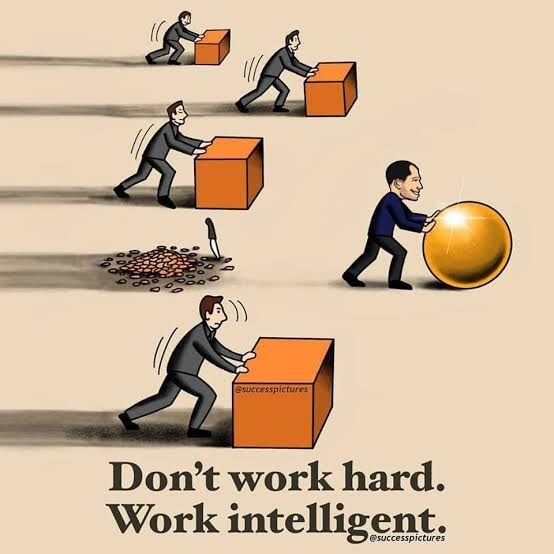 @successpictures
Don't work hard.
Work intelligent.
@successpictures